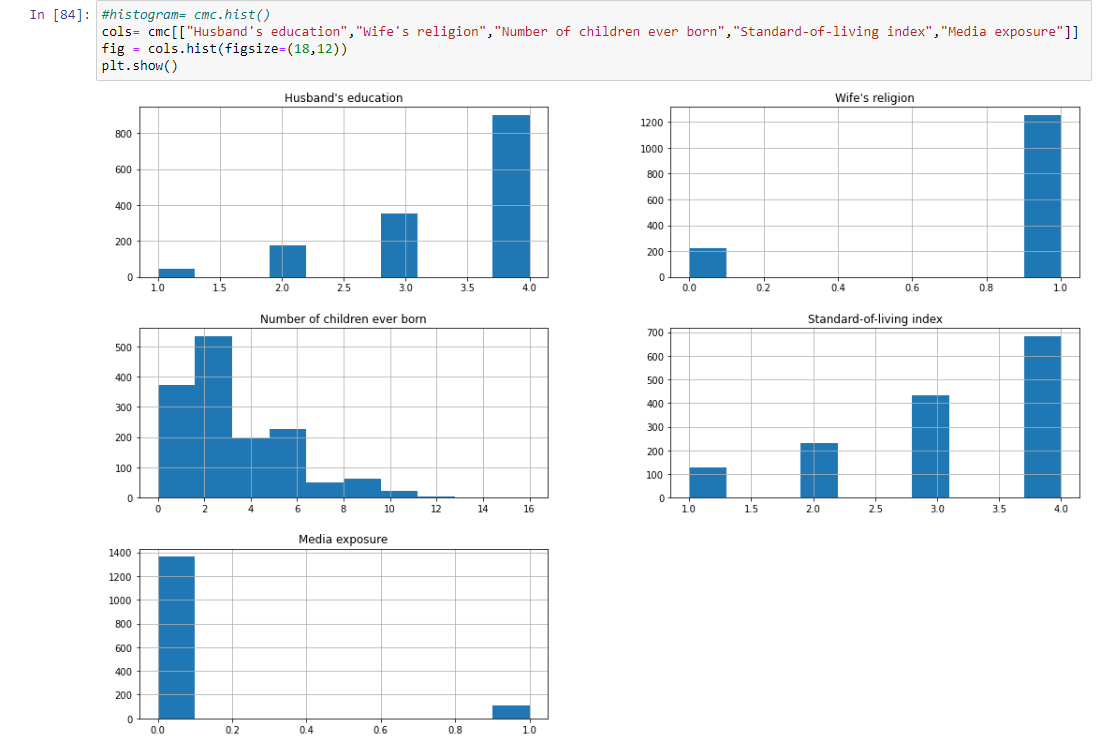 In [84]: #histogram= cmc.hist()
cols= cmc[["Husband's education","Wife's religion","Number of children ever born","Standard-of-living index","Media exposure"]]
fig = cols.hist(figsize=(18,12))
plt.show()
Husband's education
800
600
400
200
0
1.0 1.5 2.0 2.5 3.0 3.5 4.0
Wife's religion
1200
1000
800
600
400
200
0
0.0 0.2 0.4 0.6 0.8 1.0
Number of children ever born
500
400
300
200
100
0
0 2 4 6 8 10 12 14 16
Standard-of-living index
700
600
500
400
300
200
100
0
1.0 1.5 2.0 2.5 3.0 3.5 4.0
Media exposure
1400
1200
1000
800
600
400
200
0
0.0 0.2 0.4 0.6 0.8 1.0